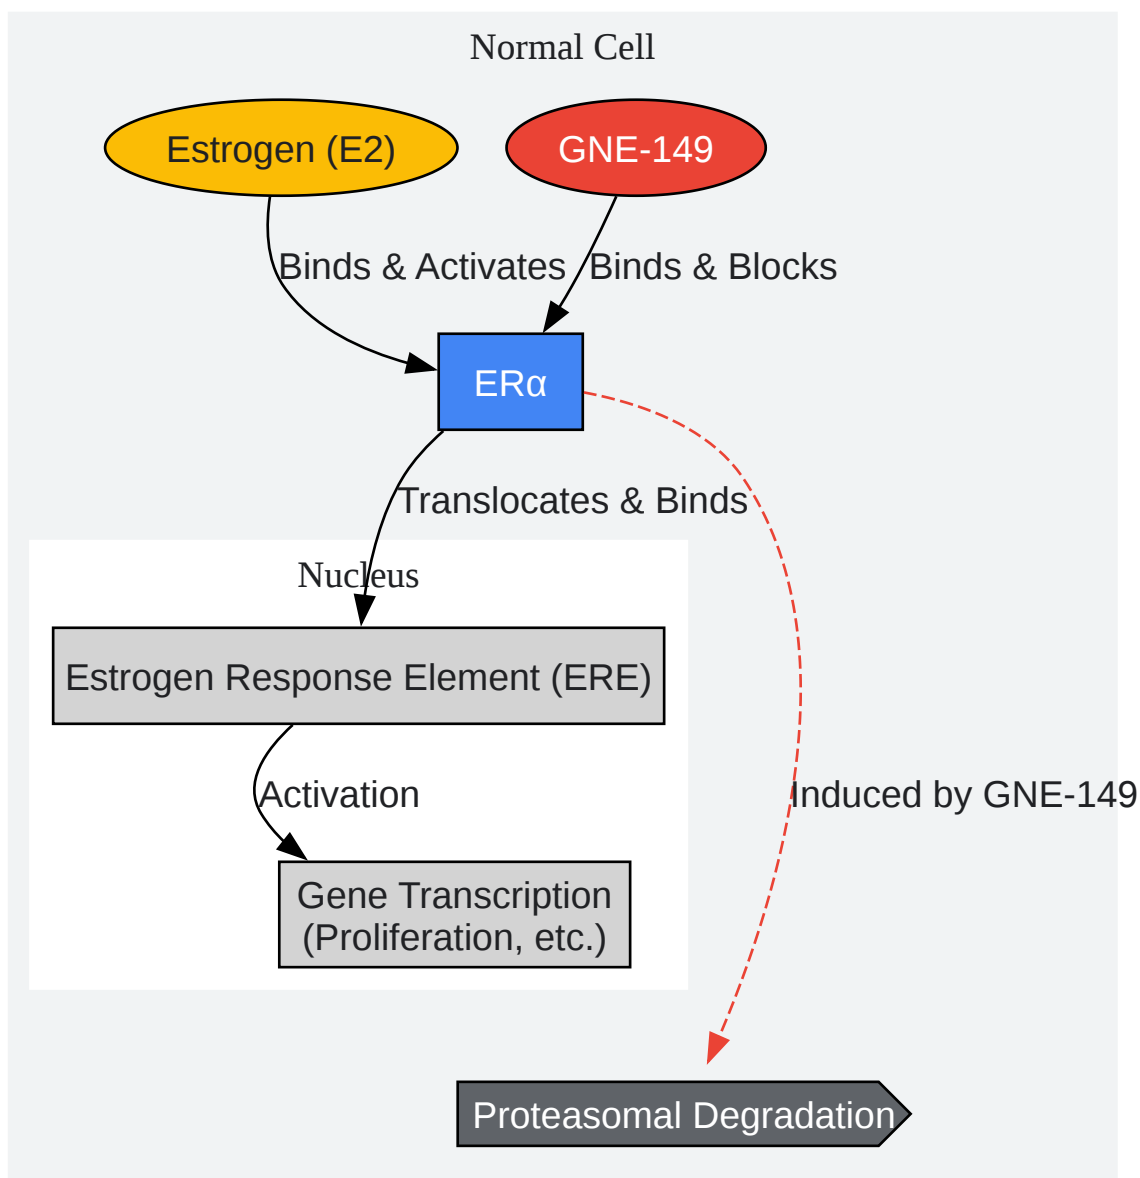 Normal Cell
Estrogen (E2)
GNE-149
Binds & Activates
Binds & Blocks
ERα
Translocates & Binds
Nucleus
Estrogen Response Element (ERE)
Activation
Induced by GNE-149
Gene Transcription
(Proliferation, etc.)
Proteasomal Degradation